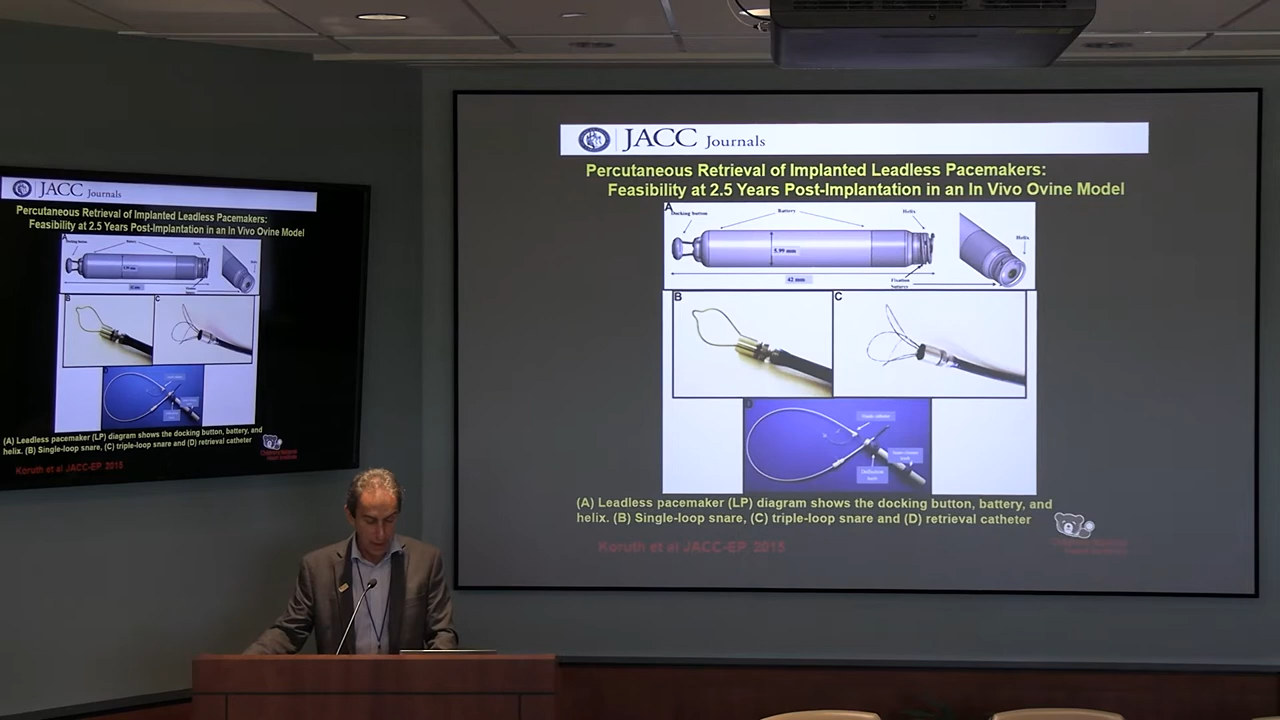 JACC Journals
Percutaneous Retrieval of Implanted Leadless Pacemakers:
Feasibility at 2.5 Years Post-Implantation in an In Vivo Ovine Model
A
Docking button
Battery
Helix
5.99 mm
42 mm
Fixation
Sutures
Helix
B
C
(A) Leadless pacemaker (LP) diagram shows the docking button, battery, and
helix. (B) Single-loop snare, (C) triple-loop snare and (D) retrieval catheter
Koruth et al JACC-EP 2015
JACC Journals
Percutaneous Retrieval of Implanted Leadless Pacemakers:
Feasibility at 2.5 Years Post-Implantation in an In Vivo Ovine Model
B
C
(A) Leadless pacemaker (LP) diagram shows the docking button, battery, and
helix. (B) Single-loop snare, (C) triple-loop snare and (D) retrieval catheter
Koruth et al JACC-EP 2015